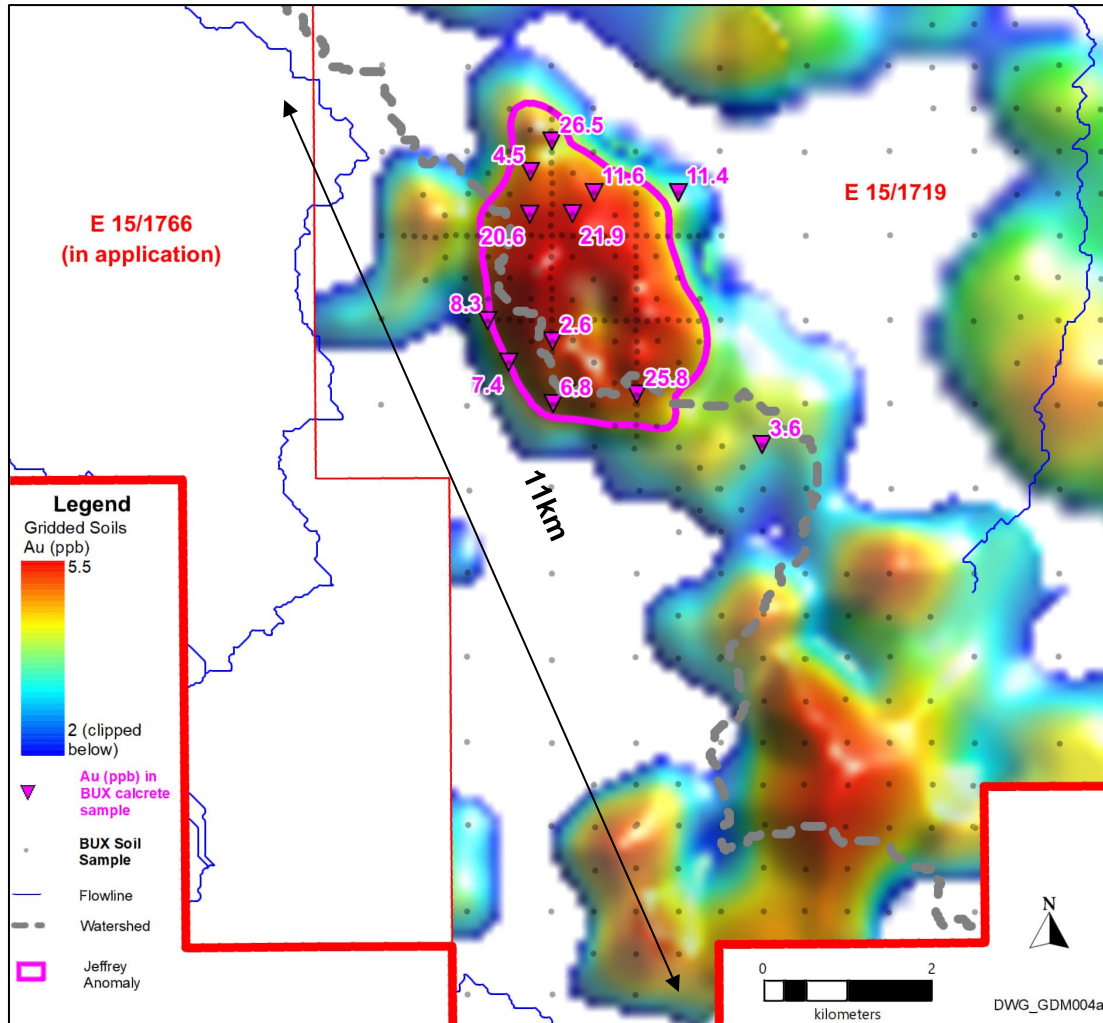 26.5
4.5
11.6
11.4
E 15/1719
E 15/1766
(in application)
20.6
21.9
8.3
2.6
7.4
6.8
25.8
3.6
11km
Legend
Gridded Soils
Au (ppb)
5.5
2 (clipped
below)
Au (ppb) in
BUX calcrete
sample
BUX Soil
Sample
Flowline
Watershed
Jeffrey
Anomaly
N
0
2
kilometers
DWG_GDM004a